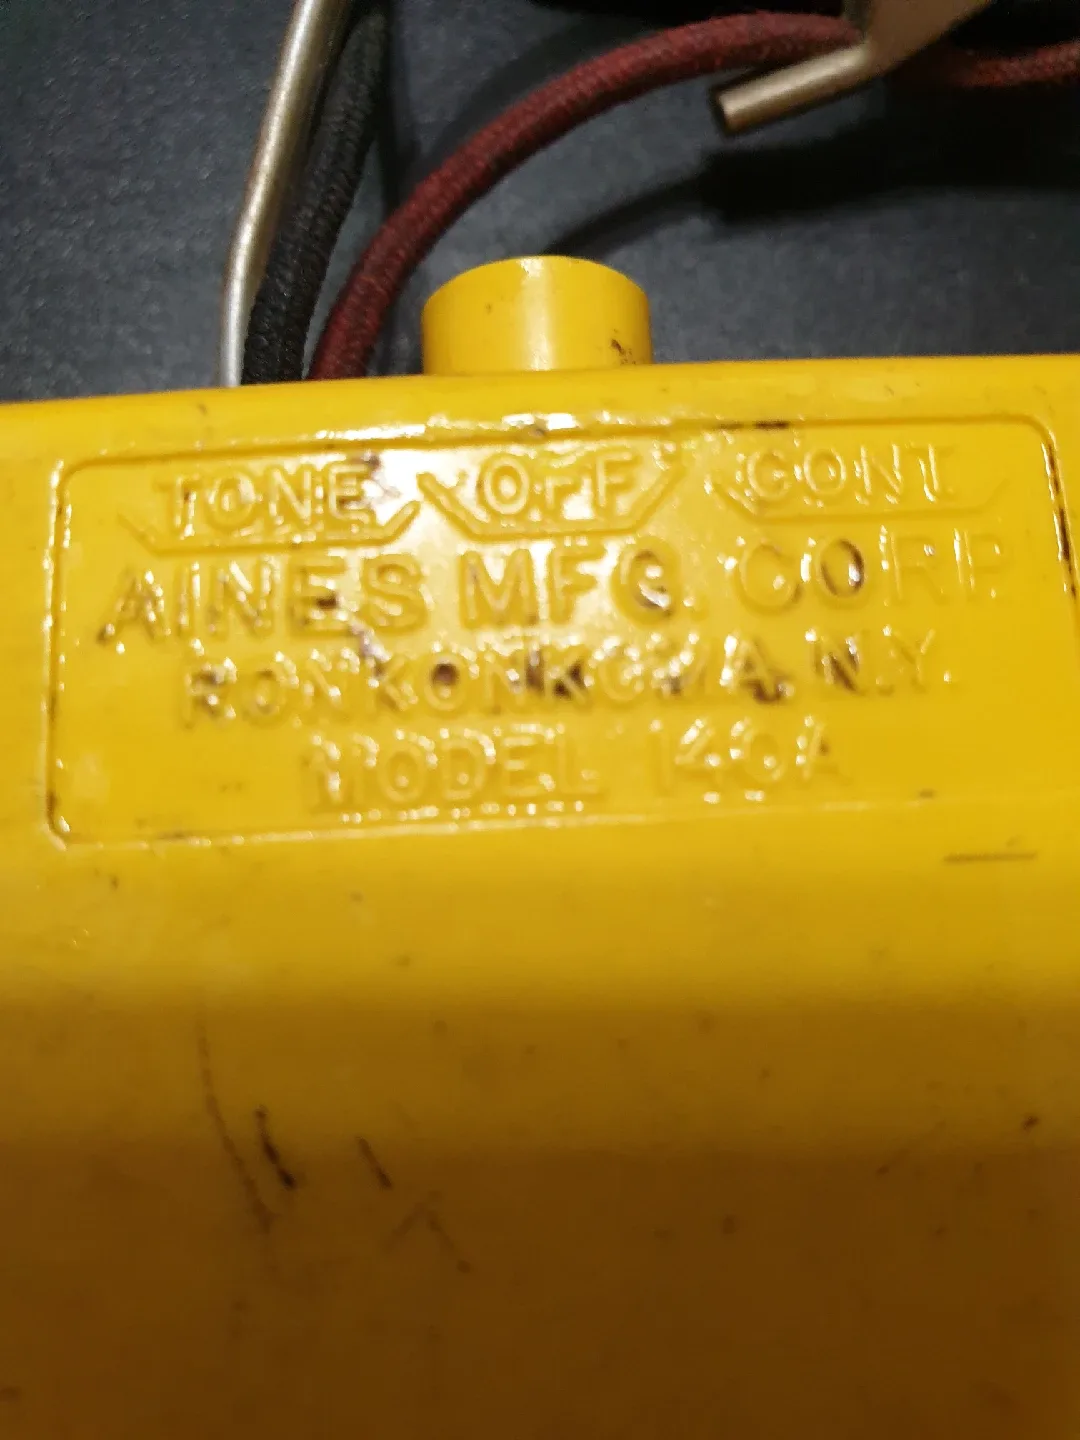 TONE OFF CONT
AINES MFG. CORP.
RONKONKOMA, N.Y.
MODEL 140A